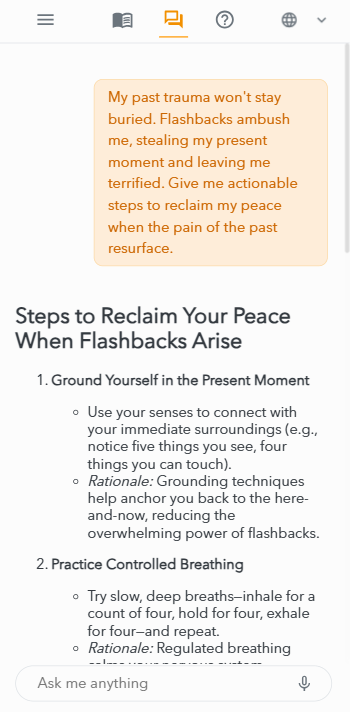 My past trauma won't stay
buried. Flashbacks ambush
me, stealing my present
moment and leaving me
terrified. Give me actionable
steps to reclaim my peace
when the pain of the past
resurface.
Steps to Reclaim Your Peace
When Flashbacks Arise
1. Ground Yourself in the Present Moment
Use your senses to connect with
your immediate surroundings (e.g.,
notice five things you see, four
things you can touch).
Rationale: Grounding techniques
help anchor you back to the here-
and-now, reducing the
overwhelming power of flashbacks.
2. Practice Controlled Breathing
Try slow, deep breaths—inhale for a
count of four, hold for four, exhale
for four—and repeat.
Rationale: Regulated breathing
calms your nervous system
Ask me anything